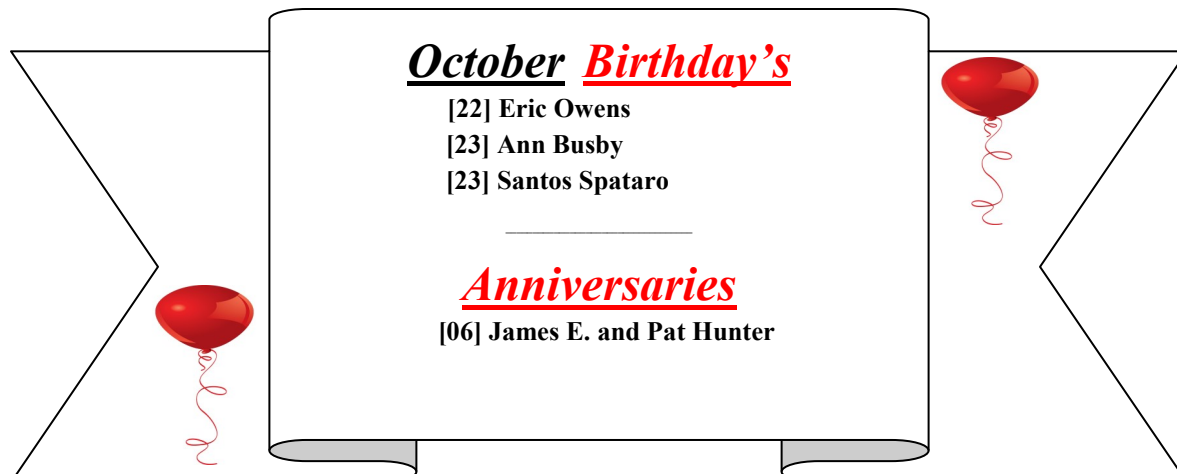 October Birthday’s
[22] Eric Owens
[23] Ann Busby
[23] Santos Spataro
Anniversaries
[06] James E. and Pat Hunter